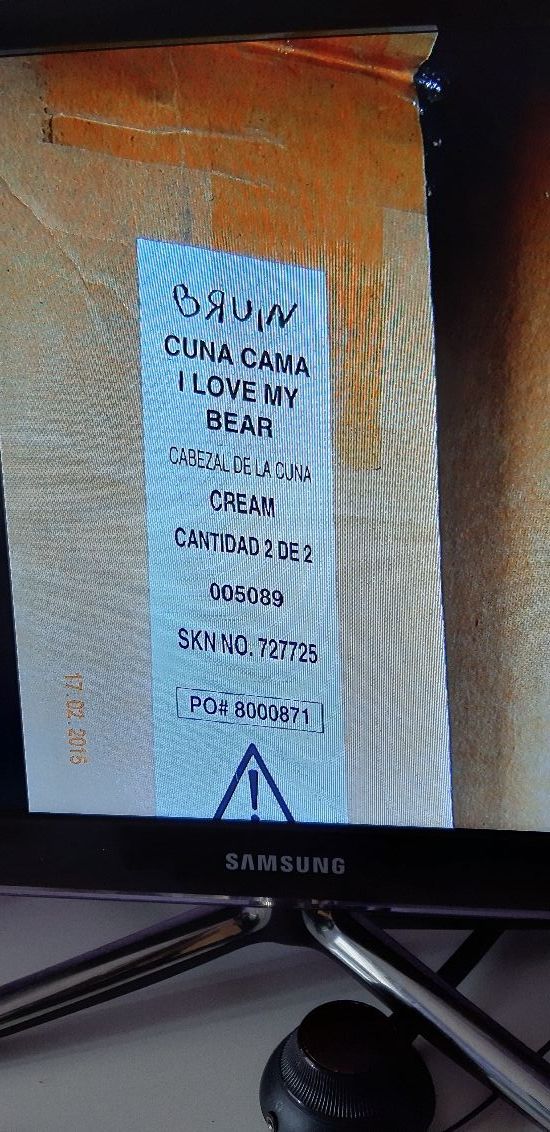 BRUIN
CUNA CAMA
I LOVE MY
BEAR
CABEZAL DE LA CUNA
CREAM
CANTIDAD 2 DE 2
005089
SKN NO. 727725
PO# 8000871
!
17.02.2015
SAMSUNG